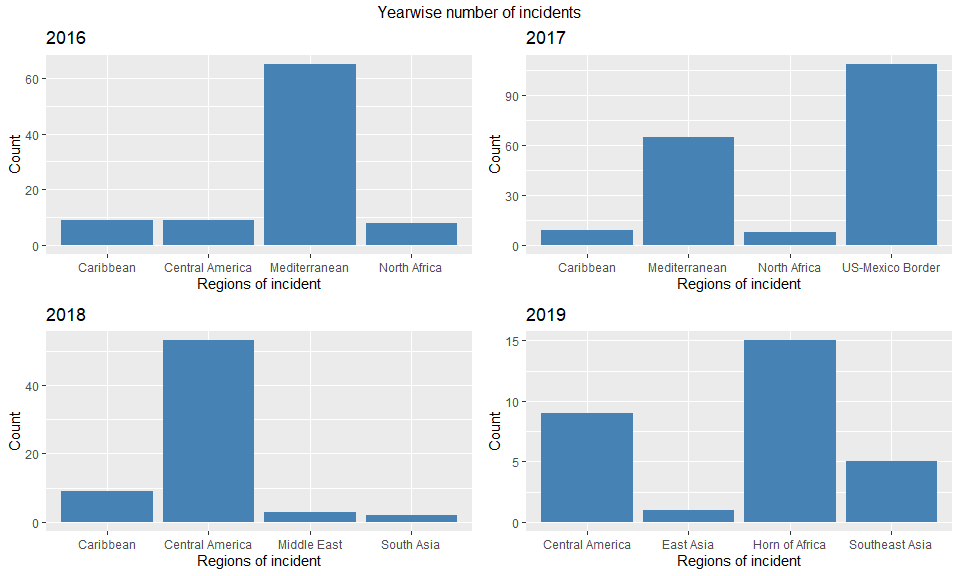 Yearwise number of incidents
2016
Count
60
40
20
0
Caribbean Central America Mediterranean North Africa
Regions of incident
2017
Count
90
60
30
0
Caribbean Mediterranean North Africa US-Mexico Border
Regions of incident
2018
Count
40
20
0
Caribbean Central America Middle East South Asia
Regions of incident
2019
Count
15
10
5
0
Central America East Asia Horn of Africa Southeast Asia
Regions of incident